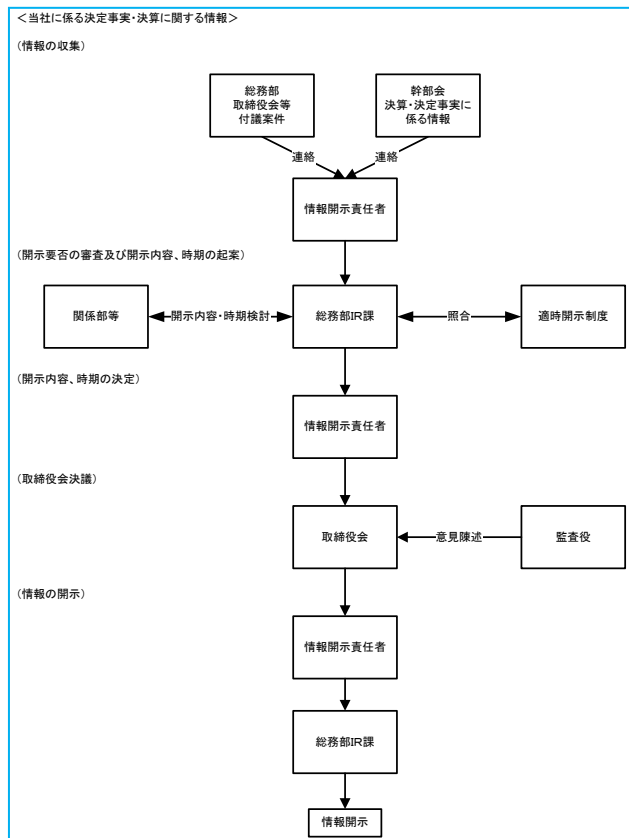 ＜当社に係る決定事実・決算に関する情報＞
（情報の収集）
総務部
取締役会等
付議案件
幹部会
決算・決定事実に
係る情報
連絡
連絡
情報開示責任者
（開示要否の審査及び開示内容、時期の起案）
関係部等
開示内容・時期検討
総務部IR課
照合
適時開示制度
（開示内容、時期の決定）
情報開示責任者
（取締役会決議）
取締役会
意見陳述
監査役
（情報の開示）
情報開示責任者
総務部IR課
情報開示